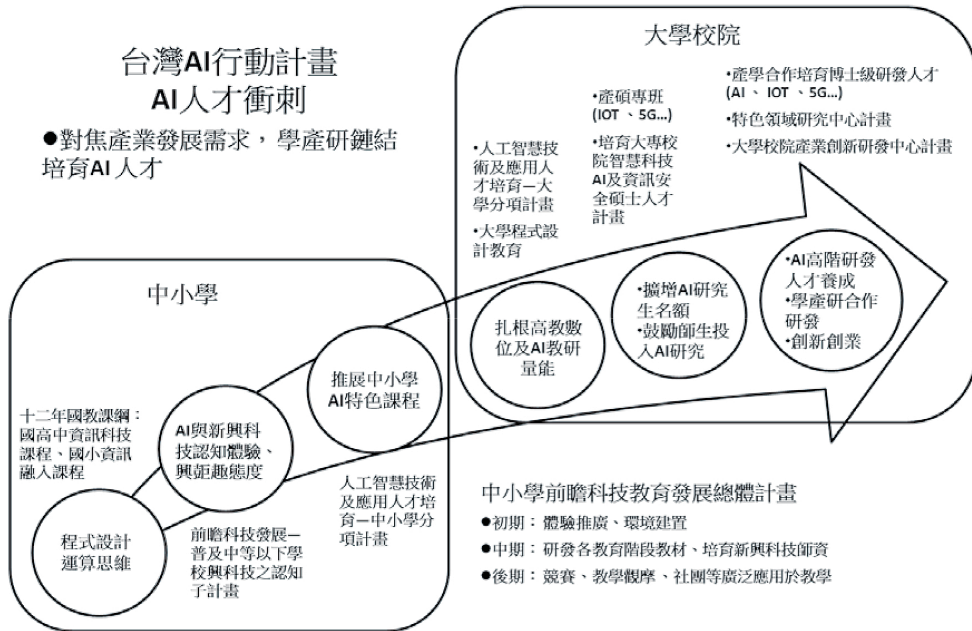 台灣AI行動計畫
AI人才衝刺
●對焦產業發展需求，學產研鏈結
培育AI人才
大學校院
•人工智慧技
術及應用人
才培育—大
學分項計畫
•大學程式設
計教育
•產碩專班
(IOT、5G...)
•培育大專校
院智慧科技
AI及資訊安
全碩士人才
計畫
•產學合作培育博士級研發人才
(AI、IOT、5G...)
•特色領域研究中心計畫
•大學校院產業創新研發中心計畫
扎根高教數
位及AI教研
量能
•擴增AI研究
生名額
•鼓勵師生投
入AI研究
•AI高階研發
人才養成
•學產研合作
研發
•創新創業
中小學
十二年國教課綱：
國高中資訊科技
課程、國小資訊
融入課程
程式設計
運算思維
AI與新興科
技認知體驗、
興趣態度
前瞻科技發展—
普及中等以下學
校興科技之認知
子計畫
推展中小學
AI特色課程
人工智慧技術
及應用人才培
育—中小學分
項計畫
中小學前瞻科技教育發展總體計畫
●初期：體驗推廣、環境建置
●中期：研發各教育階段教材、培育新興科技師資
●後期：競賽、教學觀摩、社團等廣泛應用於教學